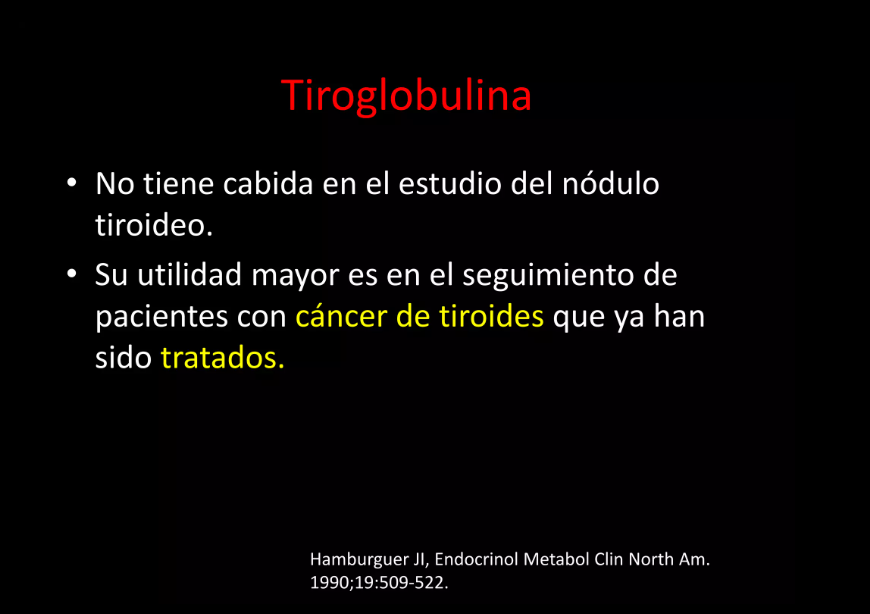 Tiroglobulina
• No tiene cabida en el estudio del nódulo
tiroideo.
• Su utilidad mayor es en el seguimiento de
pacientes con cáncer de tiroides que ya han
sido tratados.
Hamburguer JI, Endocrinol Metabol Clin North Am.
1990;19:509-522.